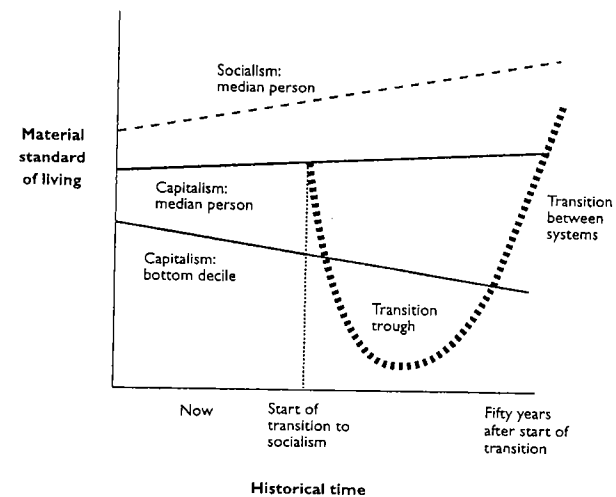 Socialism:
median person
Material
standard
of living
Capitalism:
median person
Capitalism:
bottom decile
Transition
between
systems
Transition
trough
Now
Start of
transition to
socialism
Fifty years
after start of
transition
Historical time